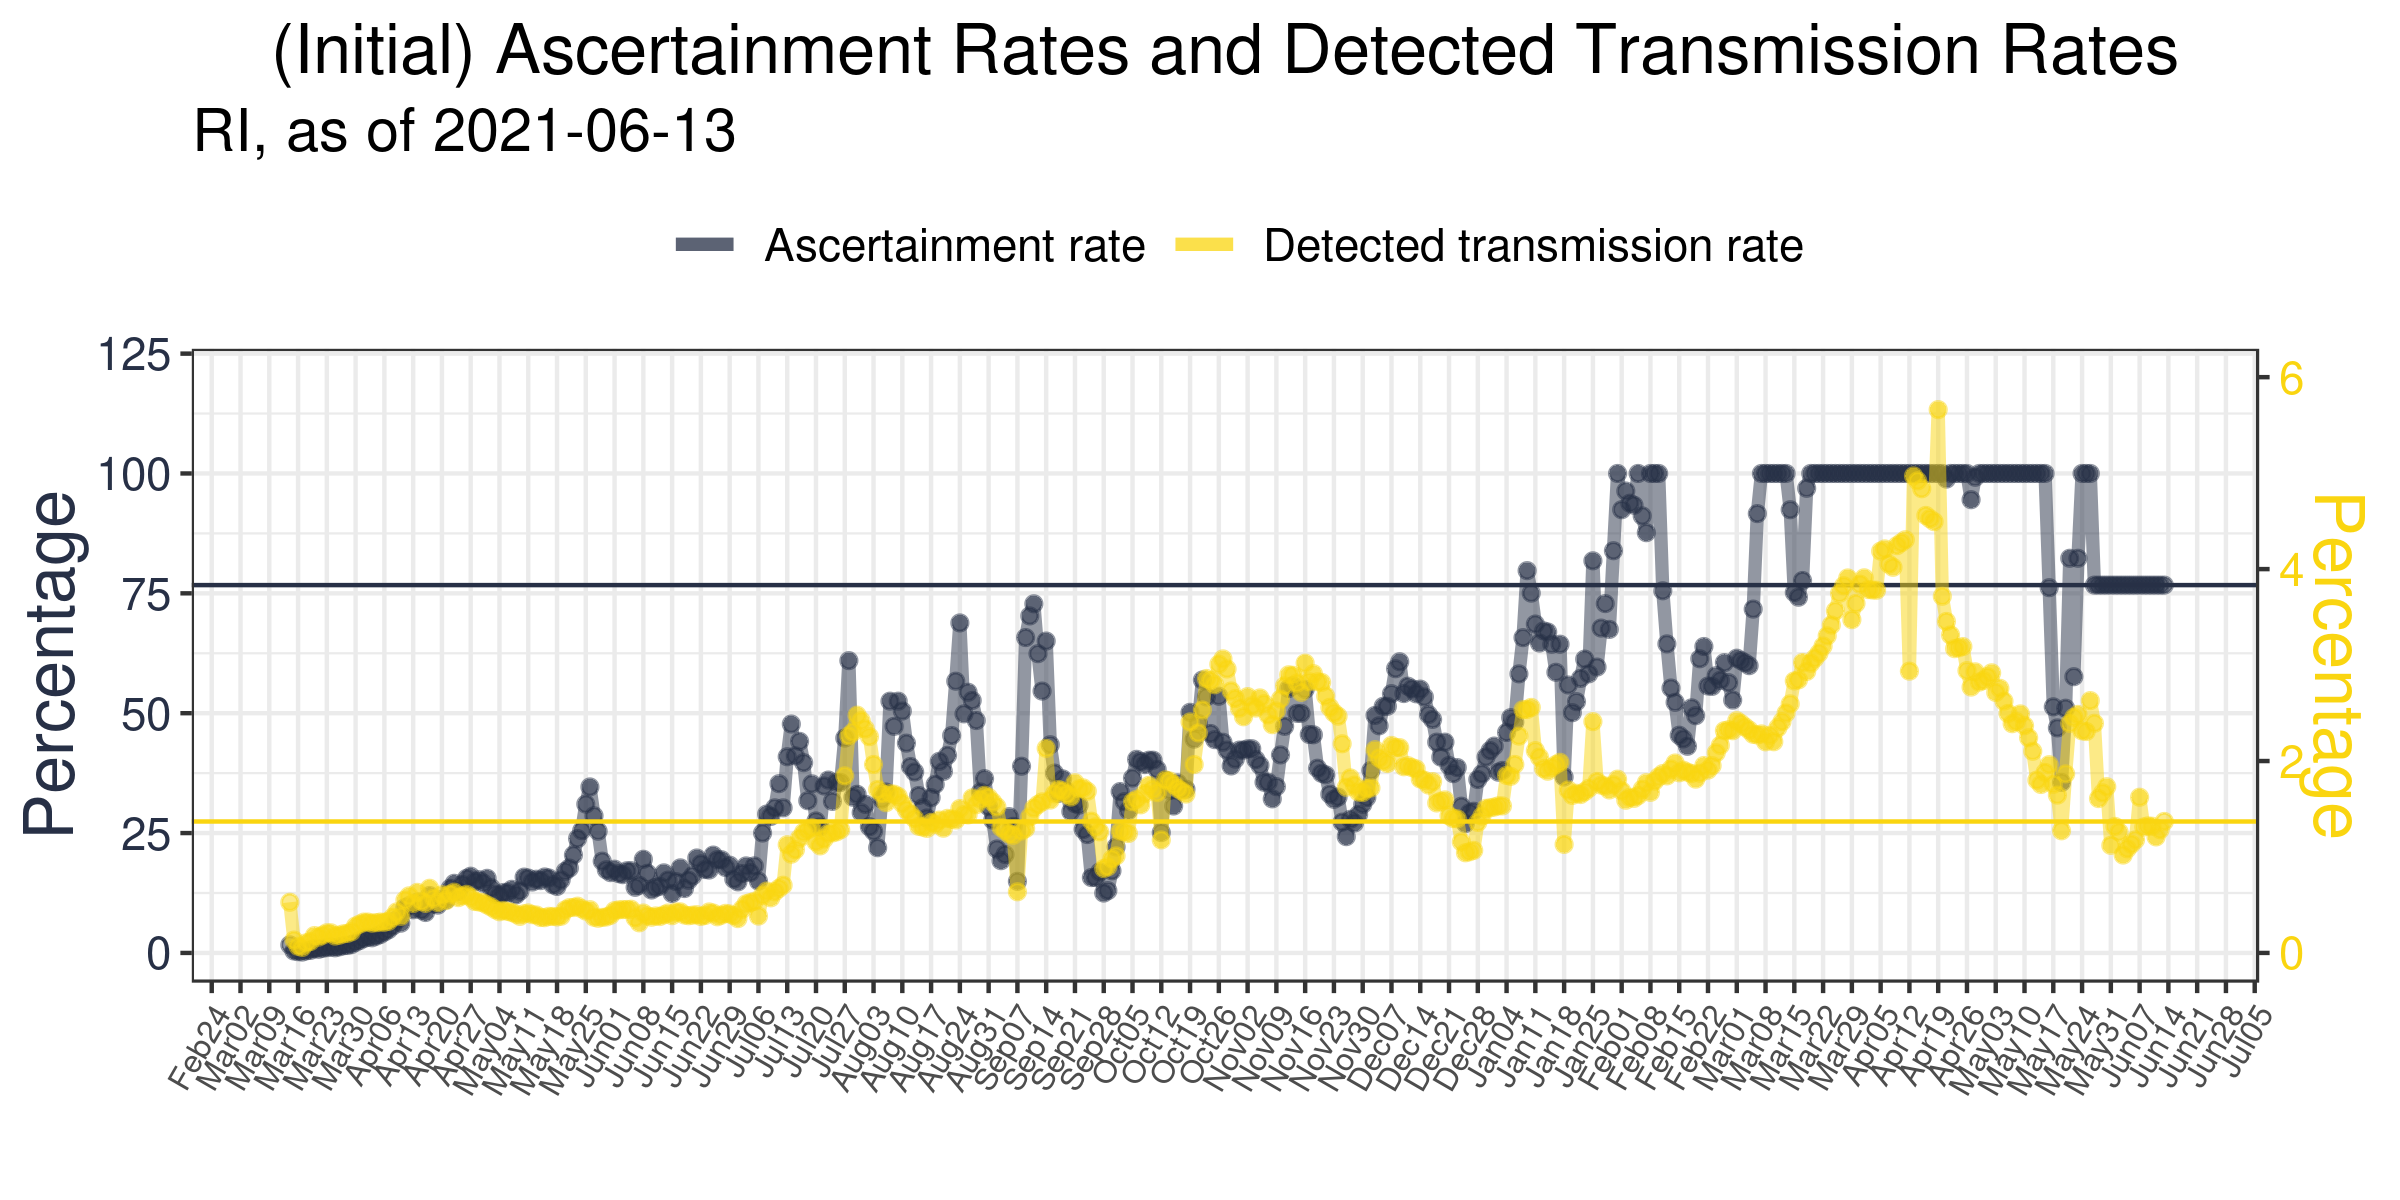 (Initial) Ascertainment Rates and Detected Transmission Rates
RI, as of 2021-06-13
Ascertainment rate
Detected transmission rate
125
100
75
50
25
0
Percentage
6
4
2
0
Percentage
Feb24
Mar02
Mar09
Mar16
Mar23
Mar30
Apr06
Apr13
Apr20
Apr27
May04
May11
May18
May25
Jun01
Jun08
Jun15
Jun22
Jun29
Jul06
Jul13
Jul20
Jul27
Aug03
Aug10
Aug17
Aug24
Aug31
Sep07
Sep14
Sep21
Sep28
Oct05
Oct12
Oct19
Oct26
Nov02
Nov09
Nov16
Nov23
Nov30
Dec07
Dec14
Dec21
Dec28
Jan04
Jan11
Jan18
Jan25
Feb01
Feb08
Feb15
Feb22
Mar01
Mar08
Mar15
Mar22
Mar29
Apr05
Apr12
Apr19
Apr26
May03
May10
May17
May24
May31
Jun07
Jun14
Jun21
Jun28
Jul05